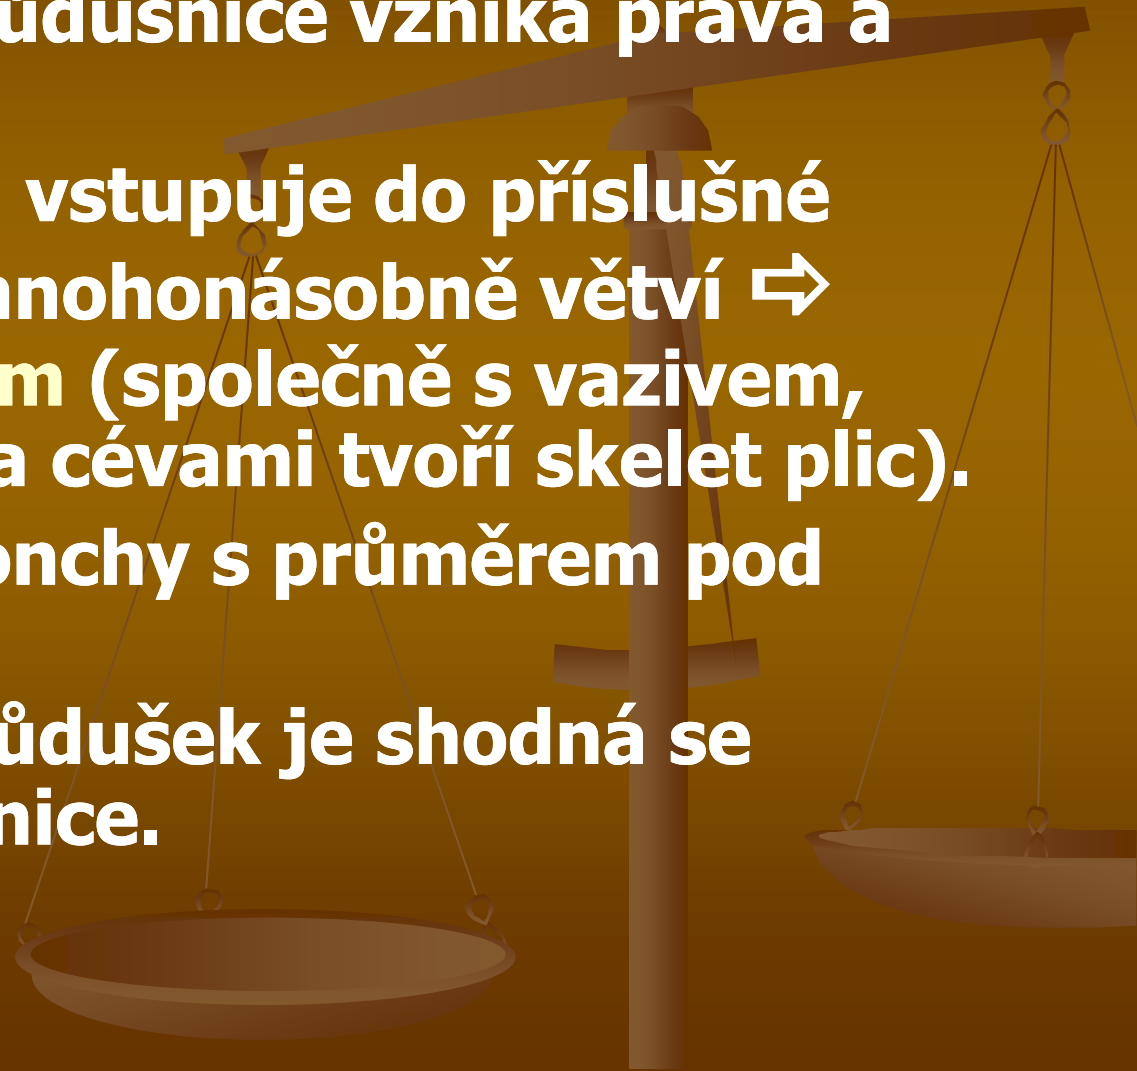 ůdušnice vzniká pravá a
vstupuje do příslušné
mnohonásobně větví ⇨
m (společně s vazivem,
a cévami tvoří skelet plic).
onchy s průměrem pod
ůdušek je shodná se
nice.